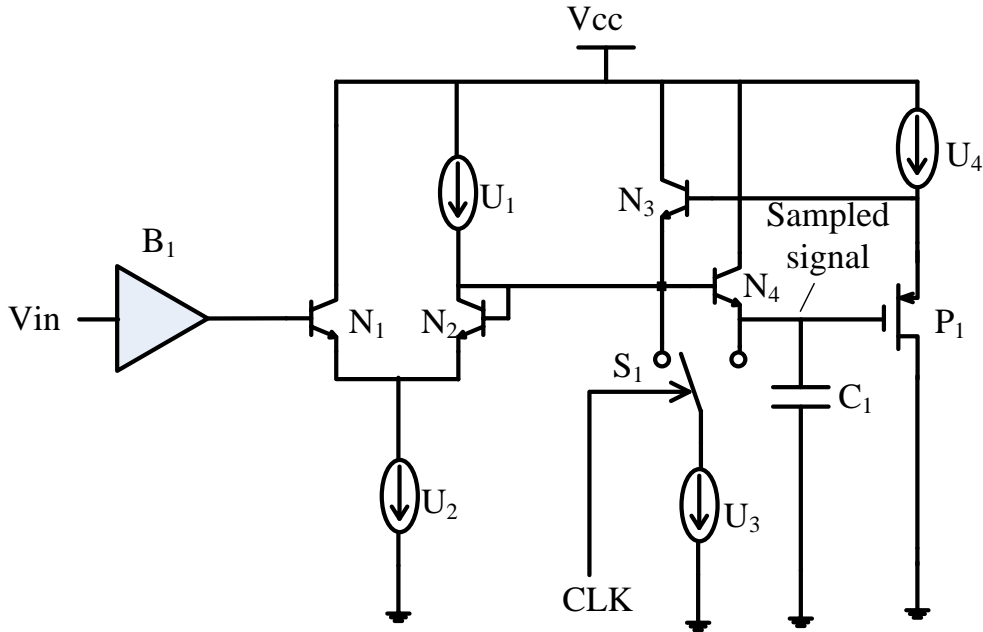 Vcc
U₄
U₁
N₃
Sampled
signal
B₁
Vin
N₁
N₂
N₄
P₁
S₁
C₁
U₂
U₃
CLK